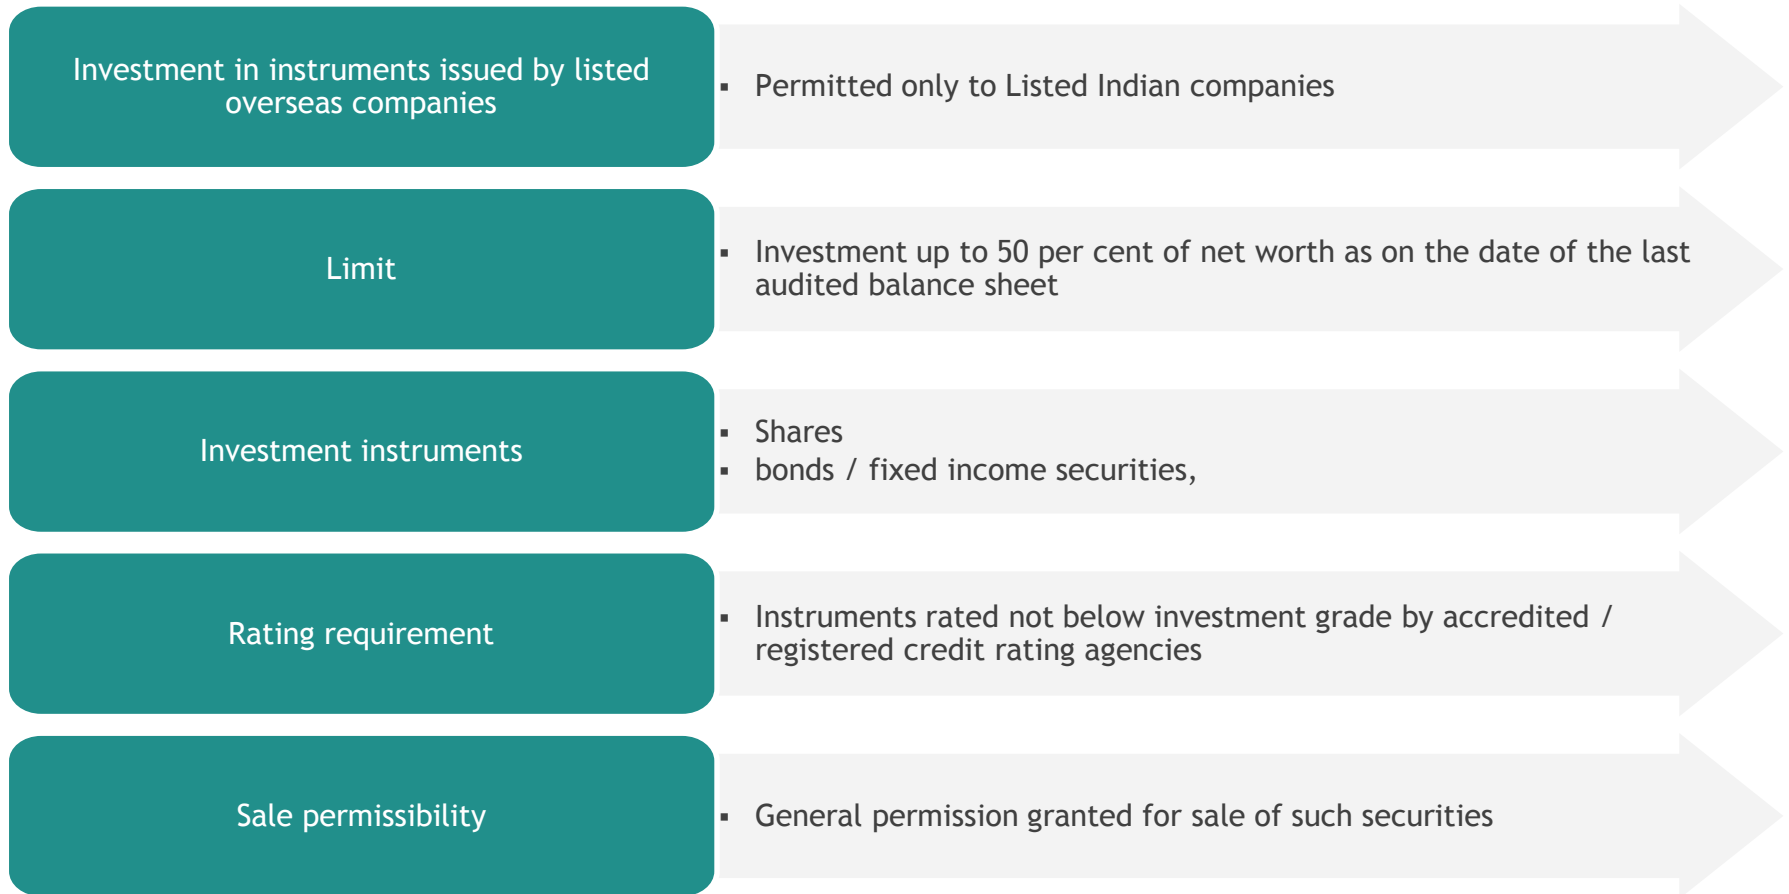 Investment in instruments issued by listed
overseas companies
▪ Permitted only to Listed Indian companies
Limit
▪ Investment up to 50 per cent of net worth as on the date of the last
audited balance sheet
Investment instruments
▪ Shares
▪ bonds / fixed income securities,
Rating requirement
▪ Instruments rated not below investment grade by accredited /
registered credit rating agencies
Sale permissibility
▪ General permission granted for sale of such securities